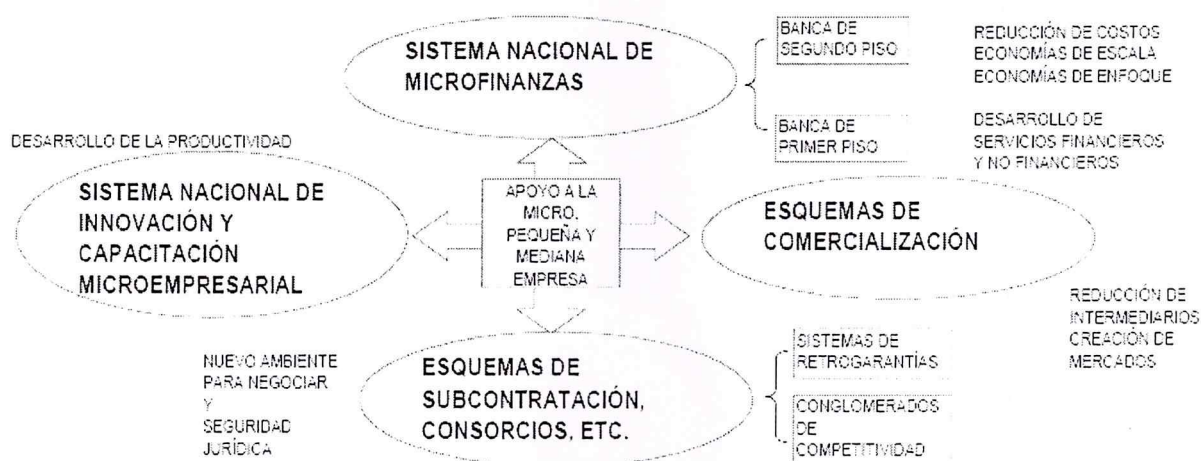 SISTEMA NACIONAL DE
MICROFINANZAS
BANCA DE
SEGUNDO PISO
REDUCCIÓN DE COSTOS
ECONOMÍAS DE ESCALA
ECONOMÍAS DE ENFOQUE
BANCA DE
PRIMER PISO
DESARROLLO DE
SERVICIOS FINANCIEROS
Y NO FINANCIEROS
DESARROLLO DE LA PRODUCTIVIDAD
SISTEMA NACIONAL DE
INNOVACIÓN Y
CAPACITACIÓN
MICROEMPRESARIAL
APOYO A LA
MICRO,
PEQUEÑA Y
MEDIANA
EMPRESA
ESQUEMAS DE
COMERCIALIZACIÓN
REDUCCIÓN DE
INTERMEDIARIOS
CREACIÓN DE
MERCADOS
NUEVO AMBIENTE
PARA NEGOCIAR
Y
SEGURIDAD
JURÍDICA
ESQUEMAS DE
SUBCONTRATACIÓN,
CONSORCIOS, ETC.
SISTEMAS DE
RETROGARANTÍAS
CONGLOMERADOS
DE
COMPETITIVIDAD